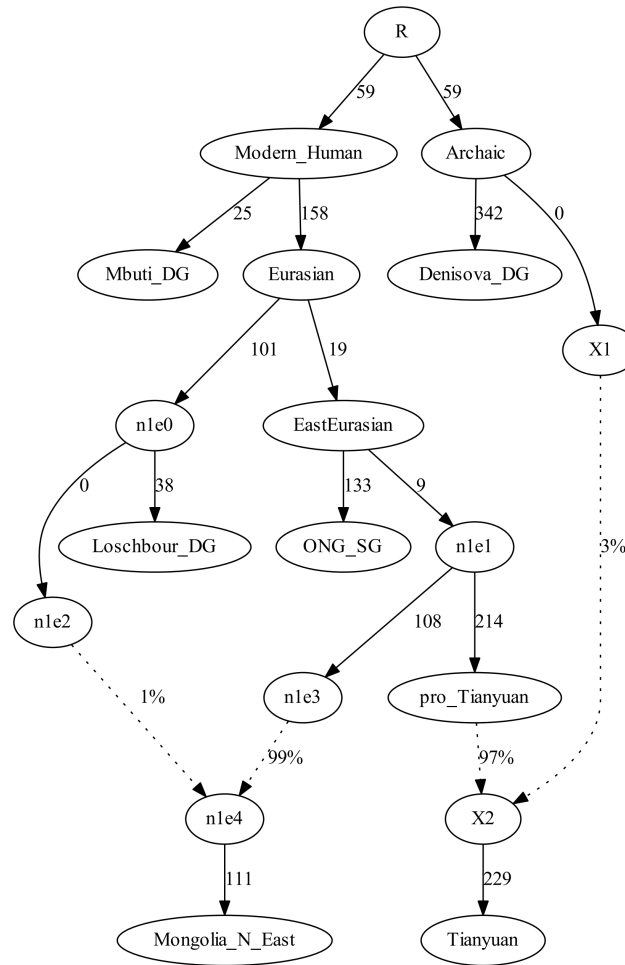 R
59
59
Modern_Human
Archaic
25
158
342
0
Mbuti_DG
Eurasian
Denisova_DG
X1
101
19
n1e0
EastEurasian
0
38
133
9
Loschbour_DG
ONG_SG
n1e1
3%
n1e2
108
214
1%
n1e3
pro_Tianyuan
99%
97%
n1e4
X2
111
229
Mongolia_N_East
Tianyuan